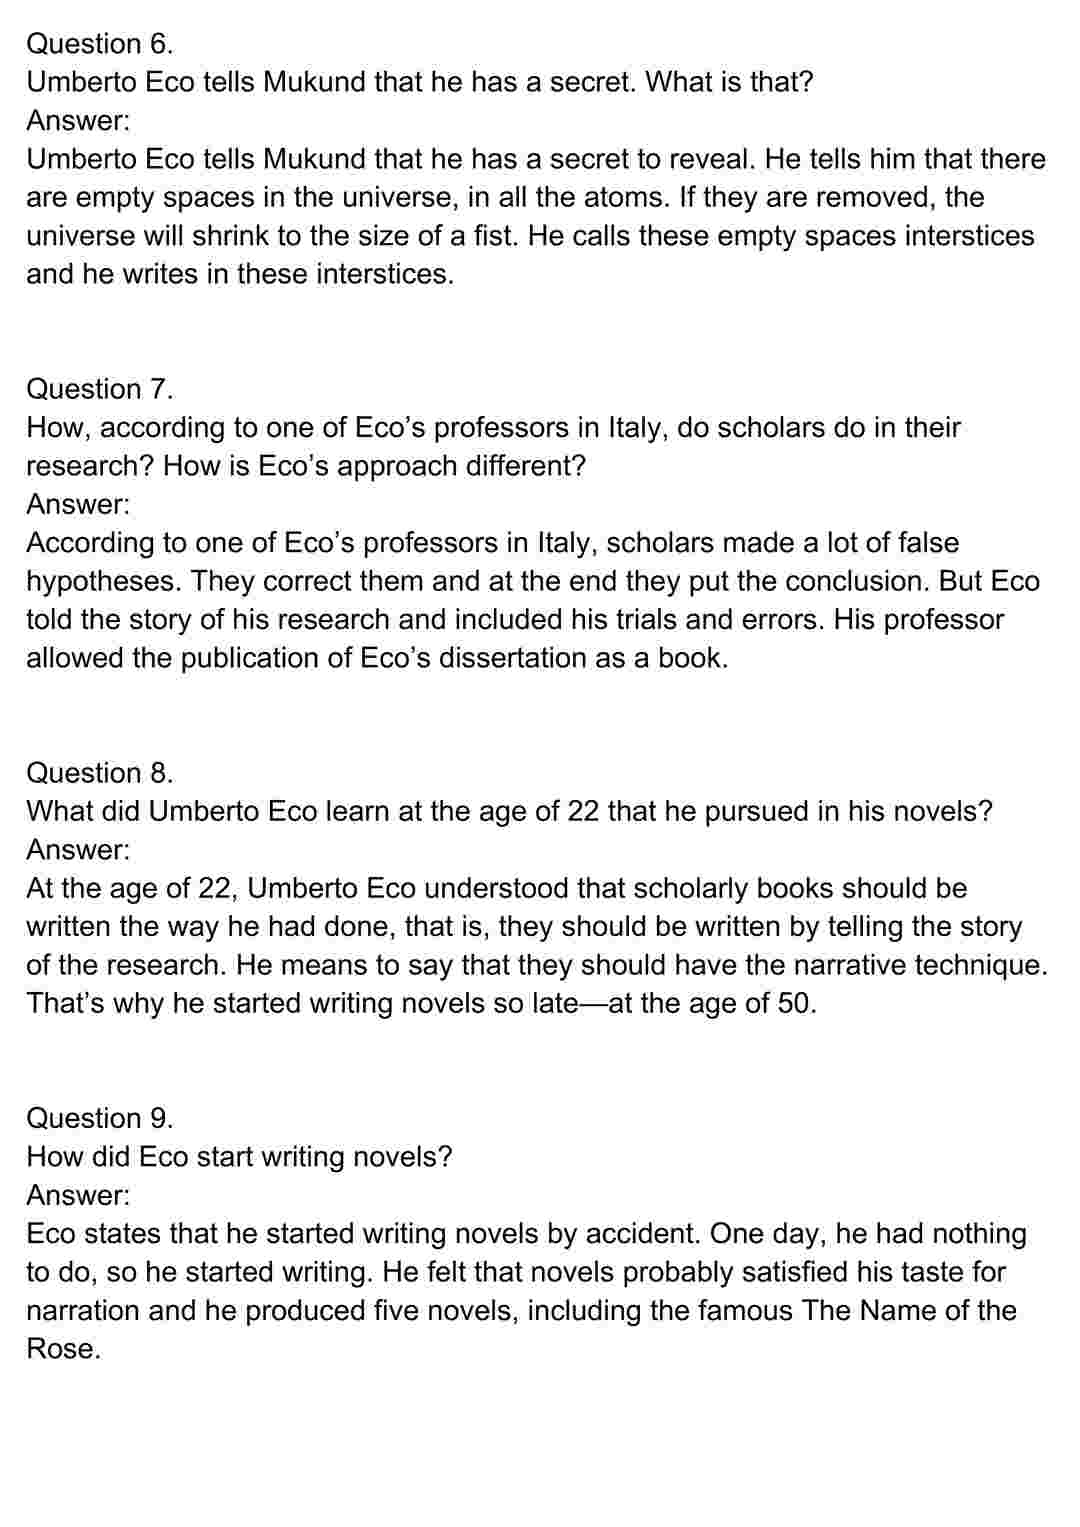 Question 6.
Umberto Eco tells Mukund that he has a secret. What is that?
Answer:
Umberto Eco tells Mukund that he has a secret to reveal. He tells him that there
are empty spaces in the universe, in all the atoms. If they are removed, the
universe will shrink to the size of a fist. He calls these empty spaces interstices
and he writes in these interstices.
Question 7.
How, according to one of Eco’s professors in Italy, do scholars do in their
research? How is Eco’s approach different?
Answer:
According to one of Eco’s professors in Italy, scholars made a lot of false
hypotheses. They correct them and at the end they put the conclusion. But Eco
told the story of his research and included his trials and errors. His professor
allowed the publication of Eco’s dissertation as a book.
Question 8.
What did Umberto Eco learn at the age of 22 that he pursued in his novels?
Answer:
At the age of 22, Umberto Eco understood that scholarly books should be
written the way he had done, that is, they should be written by telling the story
of the research. He means to say that they should have the narrative technique.
That’s why he started writing novels so late—at the age of 50.
Question 9.
How did Eco start writing novels?
Answer:
Eco states that he started writing novels by accident. One day, he had nothing
to do, so he started writing. He felt that novels probably satisfied his taste for
narration and he produced five novels, including the famous The Name of the
Rose.